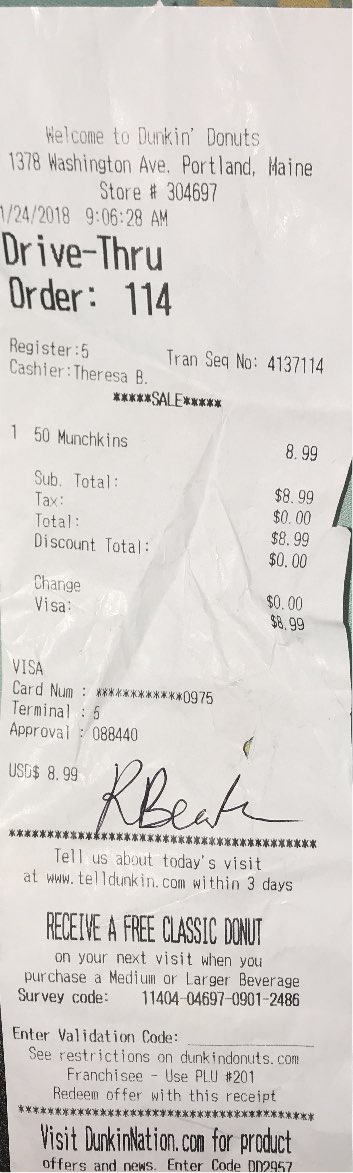 Welcome to Dunkin' Donuts
1378 Washington Ave. Portland, Maine
Store # 304697
1/24/2018 9:06:28 AM
Drive-Thru
Order: 114
Register:5 Tran Seq No: 4137114
Cashier:Theresa B.
*****SALE*****
1 50 Munchkins 8.99
Sub. Total: $8.99
Tax: $0.00
Total: $8.99
Discount Total: $0.00
Change $0.00
Visa: $8.99
VISA
Card Num : ************0975
Terminal : 5
Approval : 088440
USD$ 8.99
****************************************
Tell us about today's visit
at www.telldunkin.com within 3 days
RECEIVE A FREE CLASSIC DONUT
on your next visit when you
purchase a Medium or Larger Beverage
Survey code: 11404-04697-0901-2486
Enter Validation Code: ________________
See restrictions on dunkindonuts.com
Franchisee - Use PLU #201
Redeem offer with this receipt
****************************************
Visit DunkinNation.com for product
offers and news. Enter Code DD2957